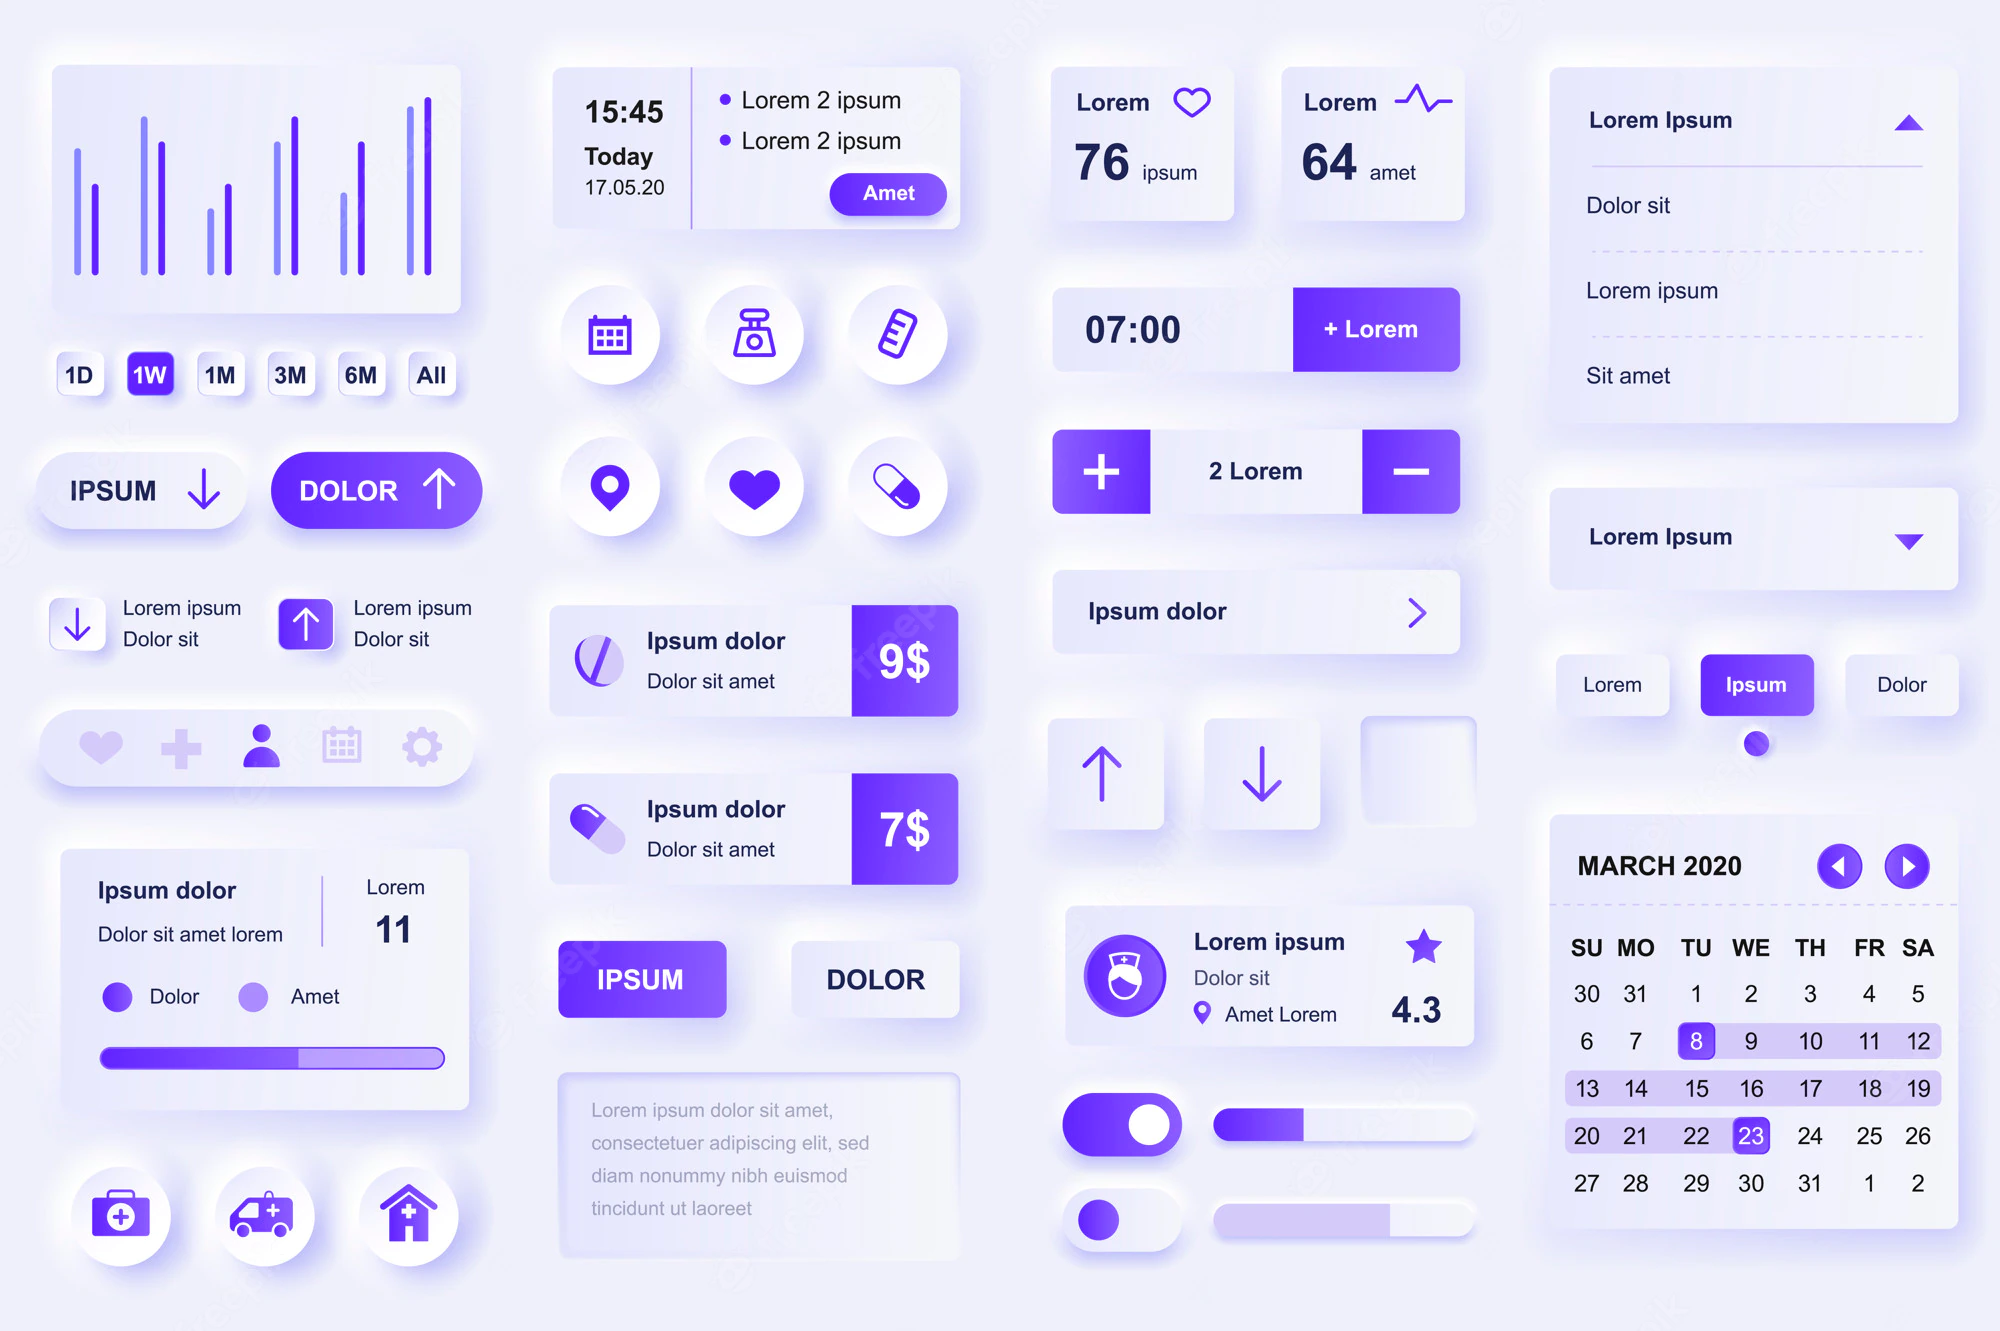 1D 1W 1M 3M 6M All
IPSUM DOLOR
Lorem ipsum
Dolor sit
Lorem ipsum
Dolor sit
Ipsum dolor
Dolor sit amet lorem
Lorem
11
Dolor Amet
15:45
Today
17.05.20
Lorem 2 ipsum
Lorem 2 ipsum
Amet
Ipsum dolor
Dolor sit amet
9$
Ipsum dolor
Dolor sit amet
7$
IPSUM DOLOR
Lorem ipsum dolor sit amet,
consectetuer adipiscing elit, sed
diam nonummy nibh euismod
tincidunt ut laoreet
Lorem
76 ipsum
Lorem
64 amet
07:00 + Lorem
2 Lorem
Ipsum dolor
Lorem ipsum
Dolor sit
Amet Lorem
4.3
Lorem Ipsum
Dolor sit
Lorem ipsum
Sit amet
Lorem Ipsum
Lorem Ipsum Dolor
MARCH 2020
SU MO TU WE TH FR SA
30 31 1 2 3 4 5
6 7 8 9 10 11 12
13 14 15 16 17 18 19
20 21 22 23 24 25 26
27 28 29 30 31 1 2